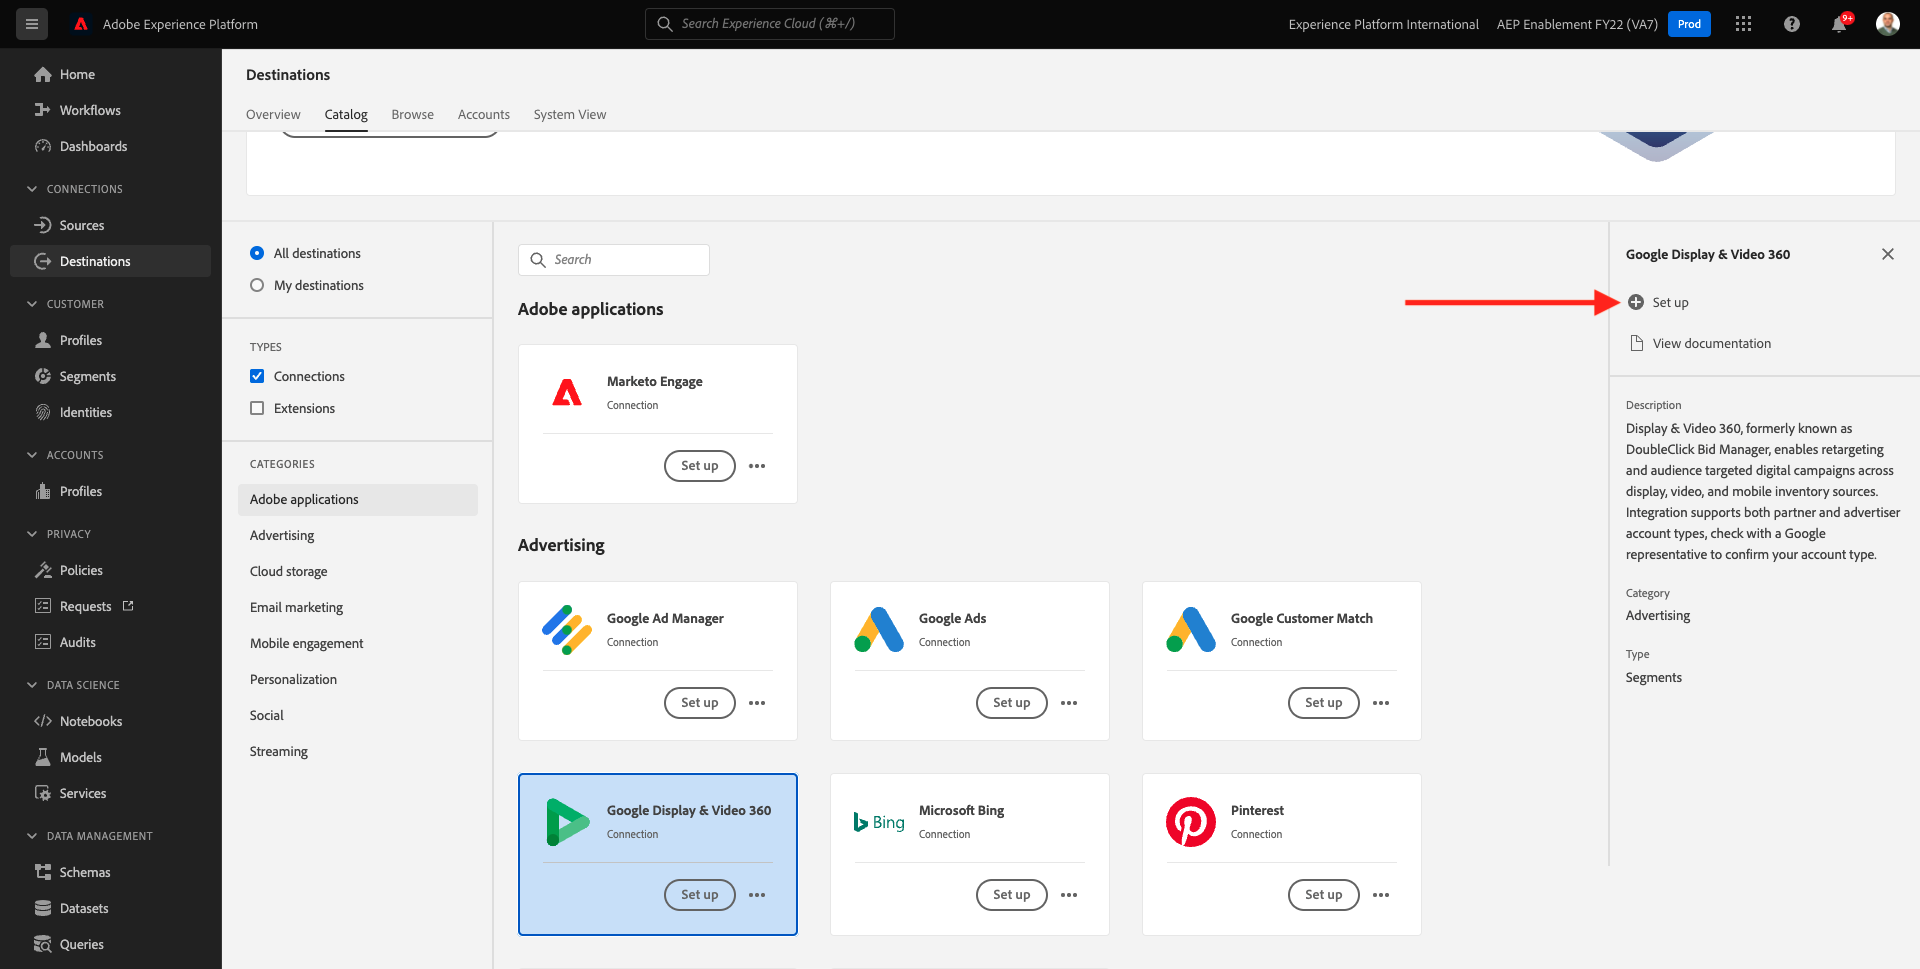 Adobe Experience Platform
Search Experience Cloud (⌘+/)
Experience Platform International
AEP Enablement FY22 (VA7)
Prod
9+
Home
Workflows
Dashboards
CONNECTIONS
Sources
Destinations
CUSTOMER
Profiles
Segments
Identities
ACCOUNTS
Profiles
PRIVACY
Policies
Requests
Audits
DATA SCIENCE
Notebooks
Models
Services
DATA MANAGEMENT
Schemas
Datasets
Queries
Destinations
Overview
Catalog
Browse
Accounts
System View
All destinations
My destinations
TYPES
Connections
Extensions
CATEGORIES
Adobe applications
Advertising
Cloud storage
Email marketing
Mobile engagement
Personalization
Social
Streaming
Search
Adobe applications
Marketo Engage
Connection
Set up
Advertising
Google Ad Manager
Connection
Set up
Google Ads
Connection
Set up
Google Customer Match
Connection
Set up
Google Display & Video 360
Connection
Set up
Bing
Microsoft Bing
Connection
Set up
Pinterest
Connection
Set up
Google Display & Video 360
Set up
View documentation
Description
Display & Video 360, formerly known as
DoubleClick Bid Manager, enables retargeting
and audience targeted digital campaigns across
display, video, and mobile inventory sources.
Integration supports both partner and advertiser
account types, check with a Google
representative to confirm your account type.
Category
Advertising
Type
Segments